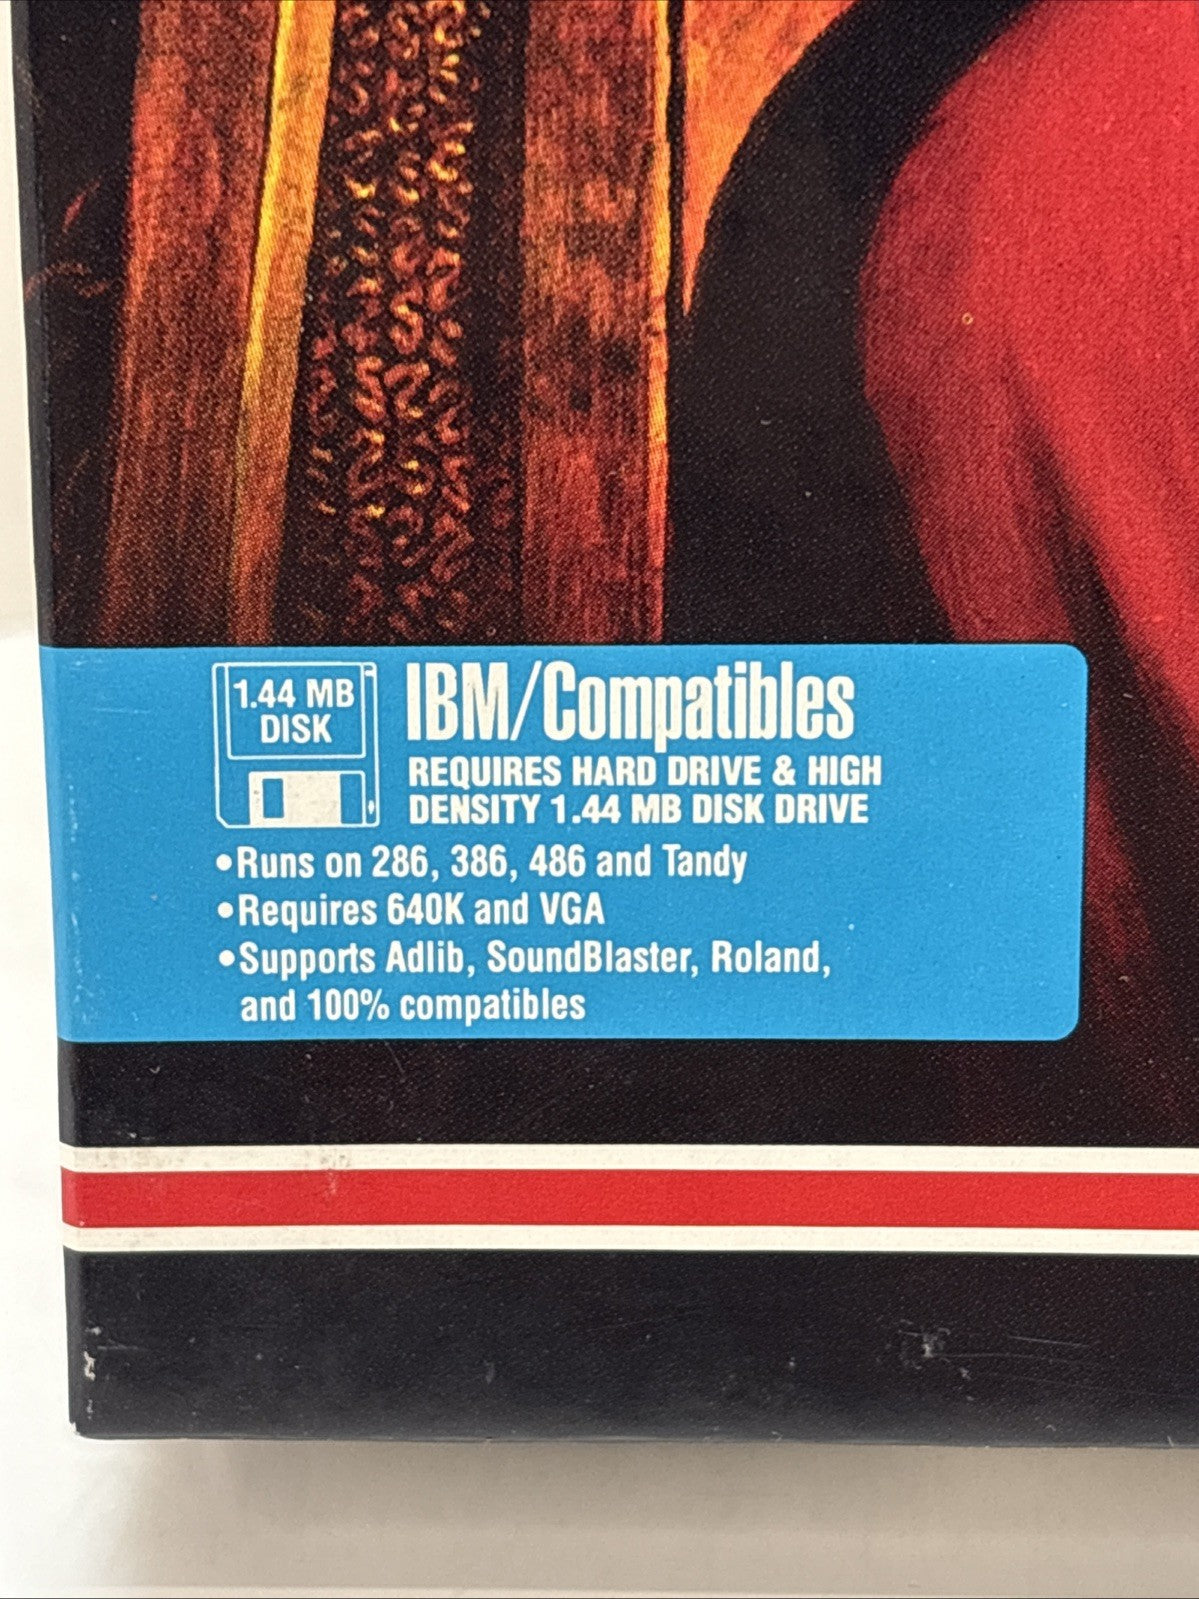 1.44 MB
DISK
IBM/Compatibles
REQUIRES HARD DRIVE & HIGH
DENSITY 1.44 MB DISK DRIVE
•Runs on 286, 386, 486 and Tandy
•Requires 640K and VGA
•Supports Adlib, SoundBlaster, Roland,
and 100% compatibles